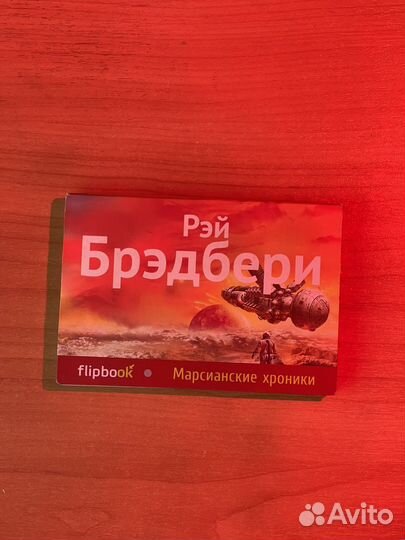 Рэй
Брэдбери
flipbook
Марсианские хроники
Avito